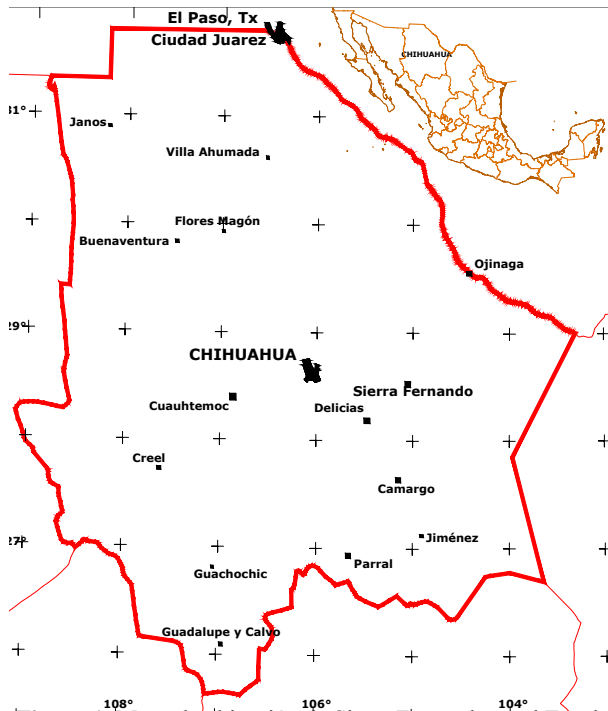 El Paso, Tx
Ciudad Juarez
CHIHUAHUA
31°
Janos
Villa Ahumada
Flores Magón
Buenaventura
Ojinaga
29°
CHIHUAHUA
Sierra Fernando
Cuauhtemoc
Delicias
Creel
Camargo
27°
Jiménez
Parral
Guachochic
Guadalupe y Calvo
108°
106°
104°